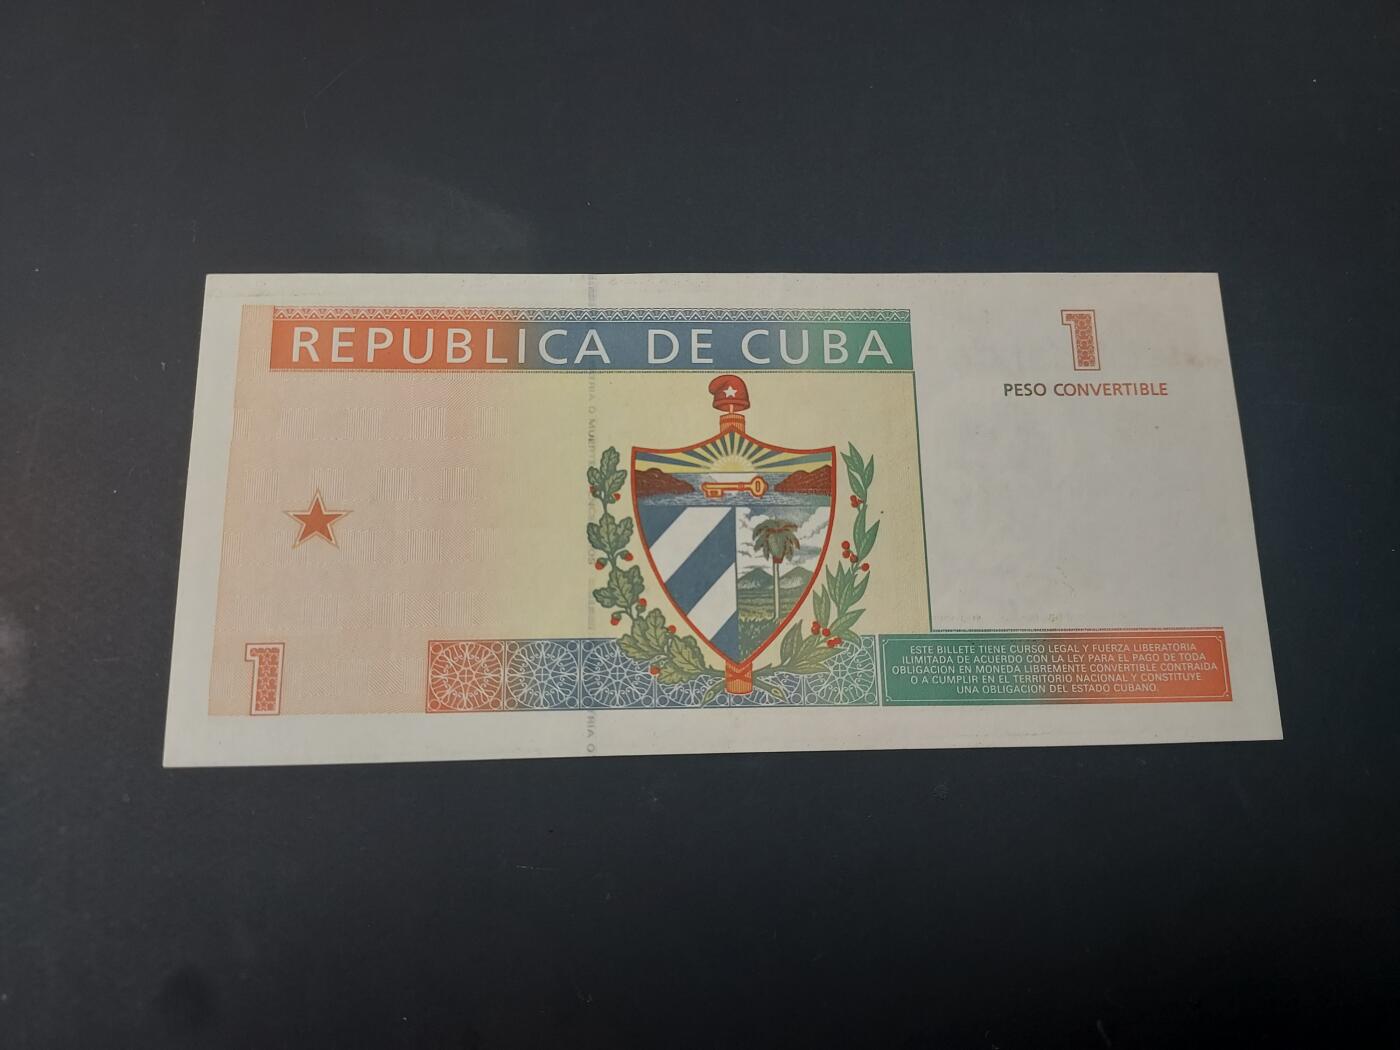 REPUBLICA DE CUBA
1
PESO CONVERTIBLE
PATRIA O MUERTE
1
ESTE BILLETE TIENE CURSO LEGAL Y FUERZA LIBERATORIA
ILIMITADA DE ACUERDO CON LA LEY PARA EL PAGO DE TODA
OBLIGACION EN MONEDA LIBREMENTE CONVERTIBLE CONTRAIDA
O A CUMPLIR EN EL TERRITORIO NACIONAL Y CONSTITUYE
UNA OBLIGACION DEL ESTADO CUBANO.